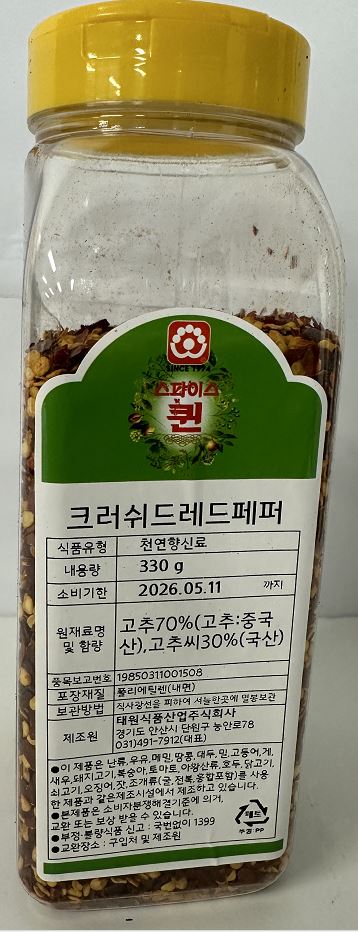 SINCE 1974
스파이스
퀸
크러쉬드레드페퍼
식품유형 천연향신료
내용량 330 g
소비기한 2026.05.11 까지
원재료명 및 함량 고추70%(고추:중국
산),고추씨30%(국산)
품목보고번호 19850311001508
포장재질 폴리에틸렌(내면)
보관방법 직사광선을 피하여 서늘한곳에 밀봉보관
제조원 태원식품산업주식회사
경기도 안산시 단원구 농안로78
031)491-7912(대표)
●이 제품은 난류,우유,메밀,땅콩,대두,밀,고등어,게,
새우,돼지고기,복숭아,토마토,아황산류,호두,닭고기,
쇠고기,오징어,잣,조개류(굴,전복,홍합포함)를 사용
한 제품과 같은제조시설에서 제조하고 있습니다.
●본제품은 소비자분쟁해결기준에 의거,
교환 또는 보상 받을 수 있습니다.
●부정·불량식품 신고 : 국번없이 1399
●교환장소 : 구입처 및 제조원
페트
뚜껑:PP